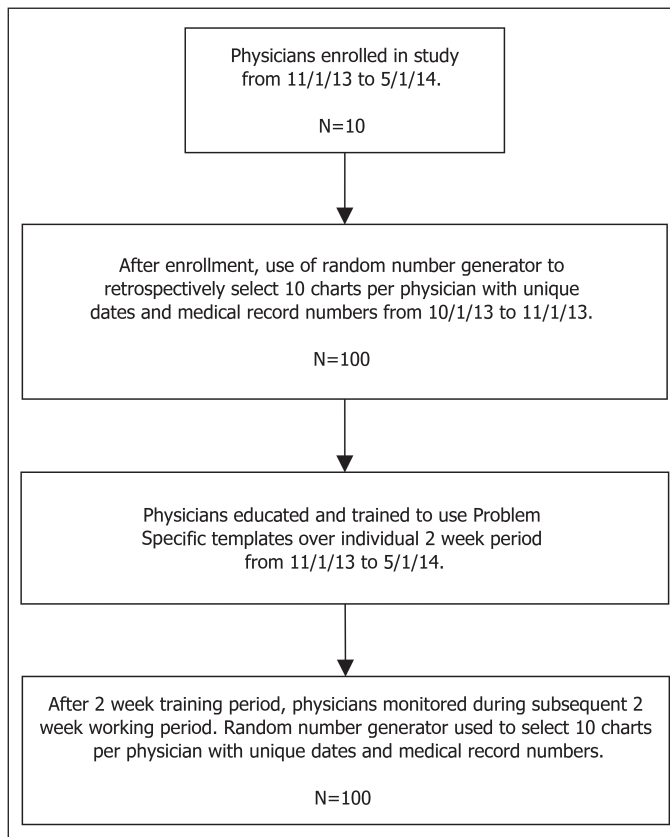 Physicians enrolled in study
from 11/1/13 to 5/1/14.
N=10
After enrollment, use of random number generator to
retrospectively select 10 charts per physician with unique
dates and medical record numbers from 10/1/13 to 11/1/13.
N=100
Physicians educated and trained to use Problem
Specific templates over individual 2 week period
from 11/1/13 to 5/1/14.
After 2 week training period, physicians monitored during subsequent 2
week working period. Random number generator used to select 10 charts
per physician with unique dates and medical record numbers.
N=100